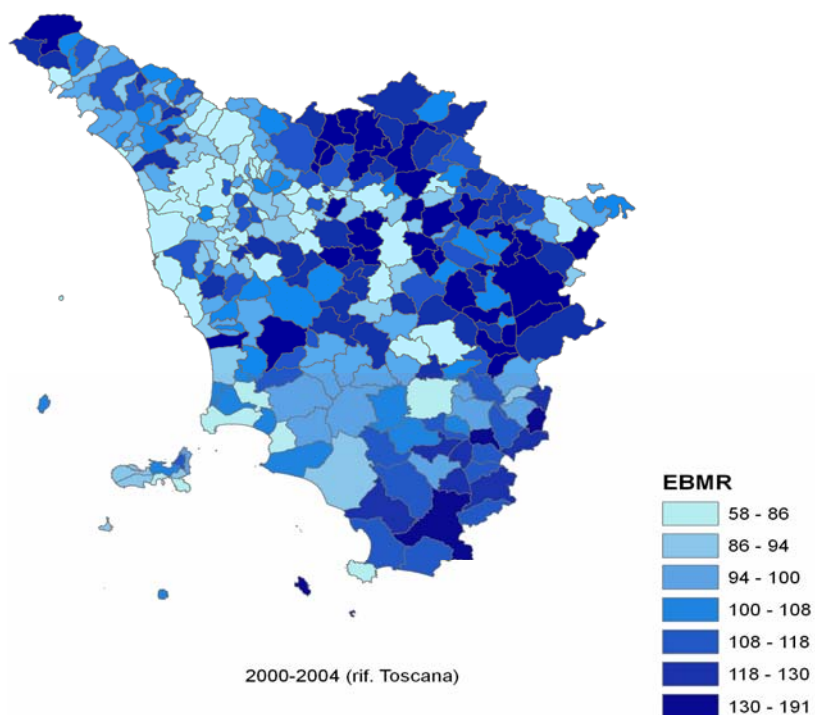 EBMR
58 - 86
86 - 94
94 - 100
100 - 108
108 - 118
118 - 130
130 - 191
2000-2004 (rif. Toscana)